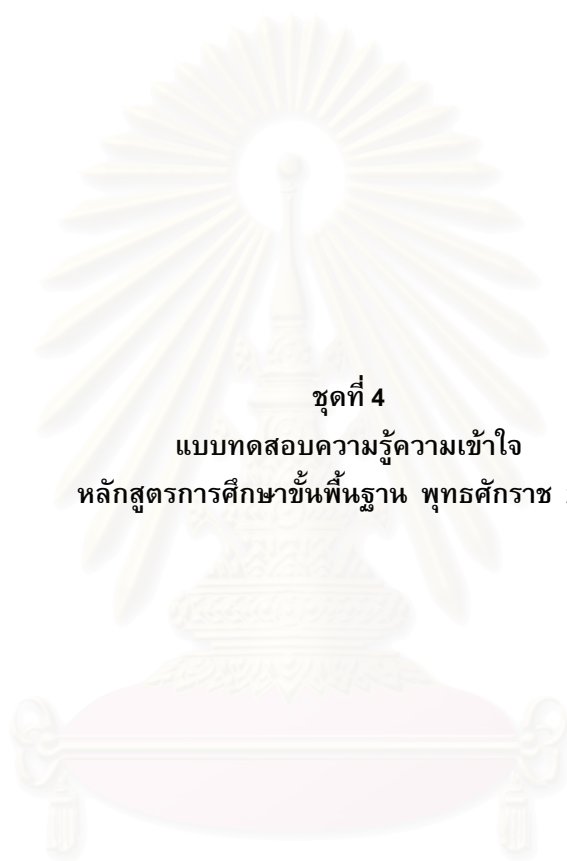 ชุดที่ 4
แบบทดสอบความรู้ความเข้าใจ
หลักสูตรการศึกษาขั้นพื้นฐาน พุทธศักราช